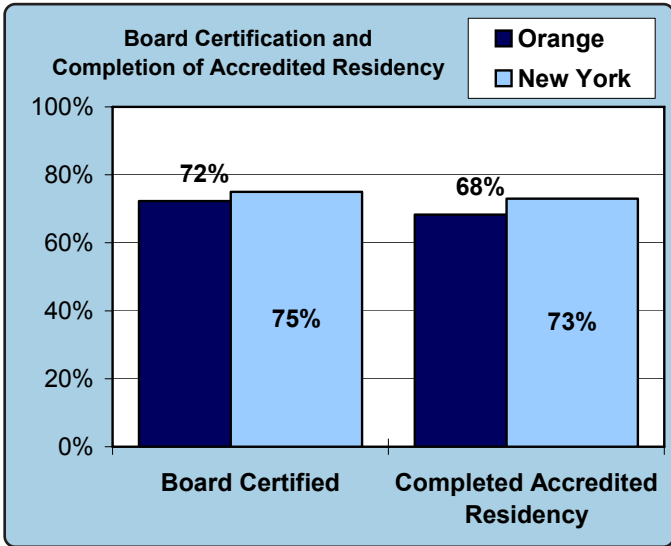 Board Certification and
Completion of Accredited Residency
Orange
New York
100%
80%
60%
40%
20%
0%
72%
75%
68%
73%
Board Certified
Completed Accredited
Residency